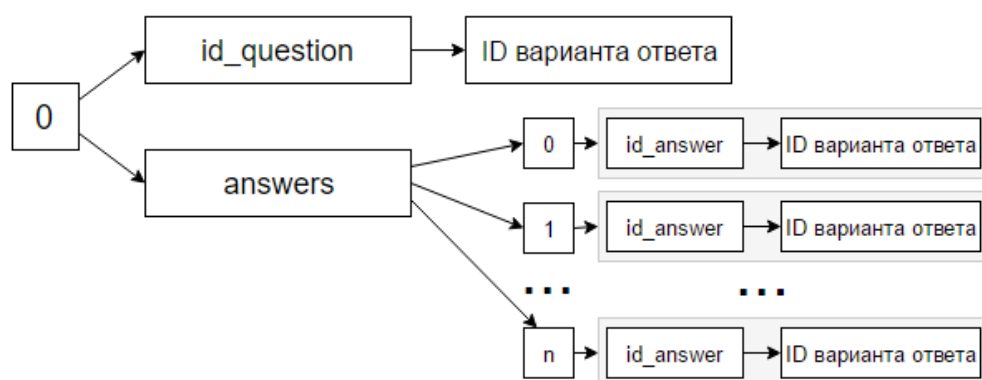 id_question
ID варианта ответа
0
answers
0
id_answer
ID варианта ответа
1
id_answer
ID варианта ответа
... ...
n
id_answer
ID варианта ответа